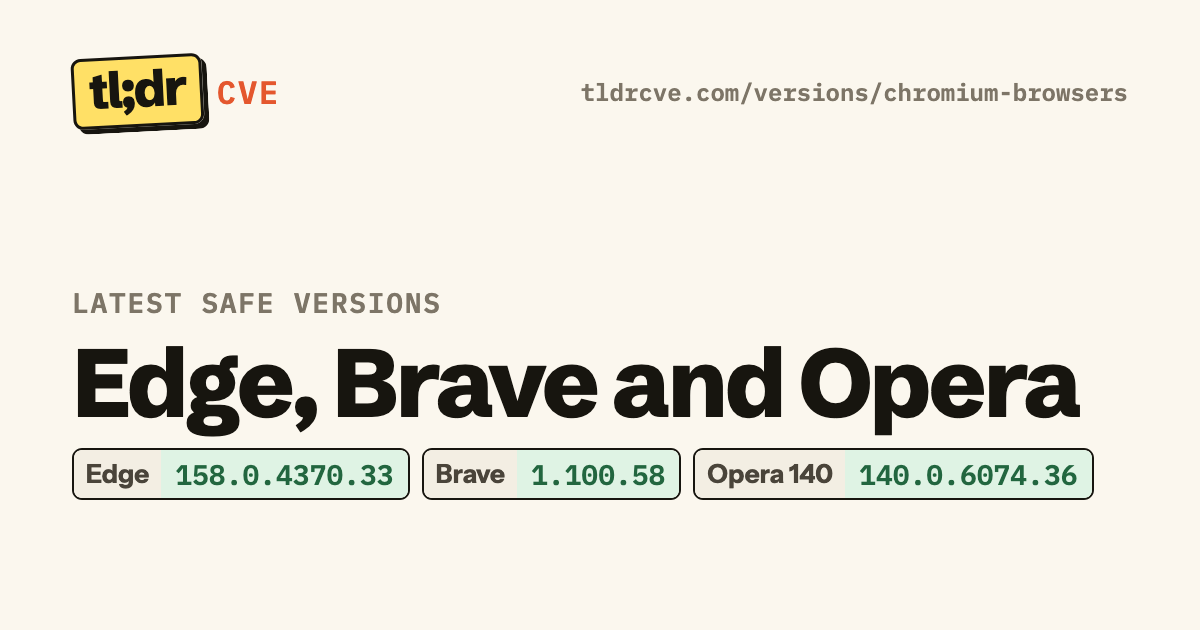 tl;dr CVE
tldrcve.com/versions/chromium-browsers
LATEST SAFE VERSIONS
Edge, Brave and Opera
Edge 158.0.4370.33 Brave 1.100.58 Opera 140 140.0.6074.36